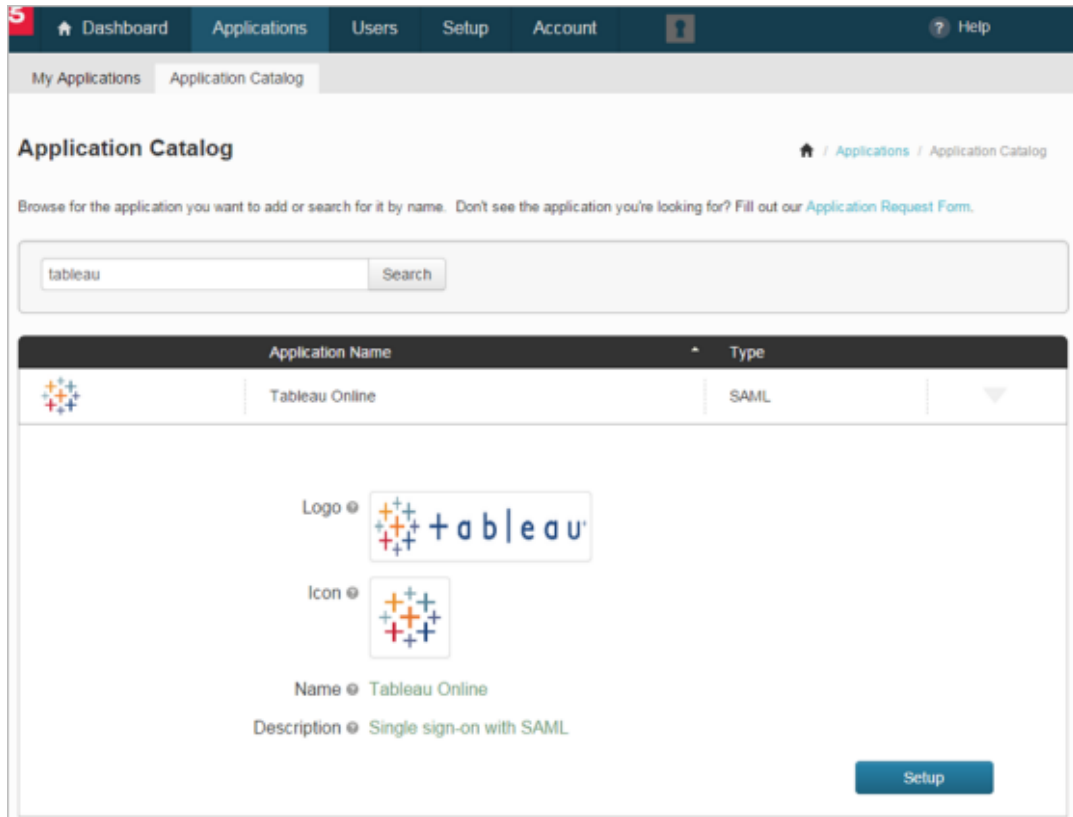 5 Dashboard Applications Users Setup Account ? Help
My Applications Application Catalog
Application Catalog
/ Applications / Application Catalog
Browse for the application you want to add or search for it by name. Don't see the application you're looking for? Fill out our Application Request Form.
tableau Search
Application Name Type
Tableau Online SAML
Logo ?
tableau
Icon ?
Name ? Tableau Online
Description ? Single sign-on with SAML
Setup